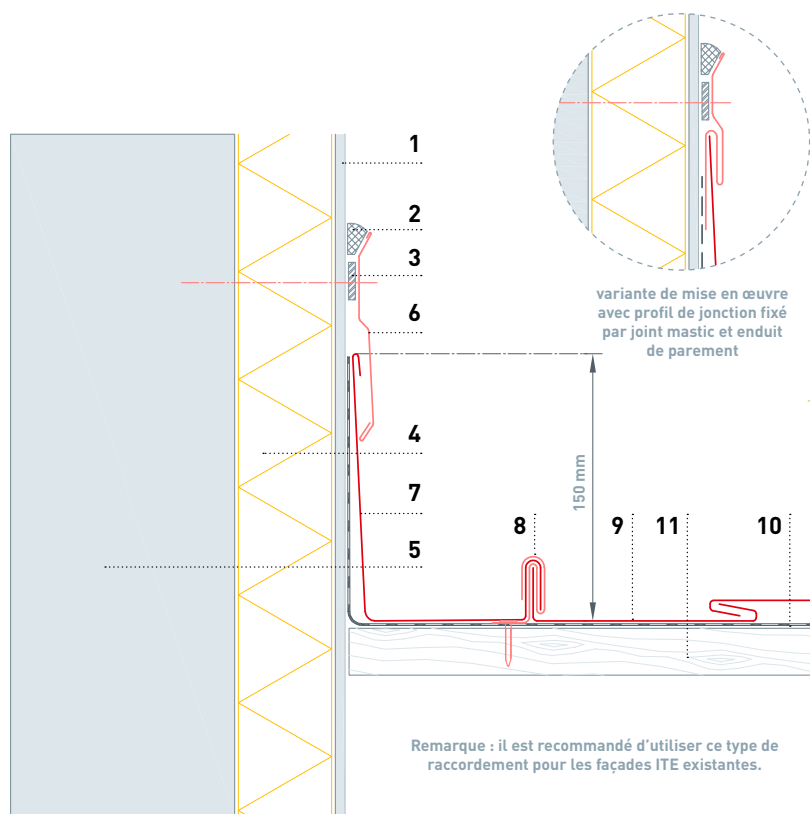 1
2
3
6
variante de mise en œuvre
avec profil de jonction fixé
par joint mastic et enduit
de parement
4
7
5
150 mm
8
9
11
10
Remarque : il est recommandé d’utiliser ce type de
raccordement pour les façades ITE existantes.